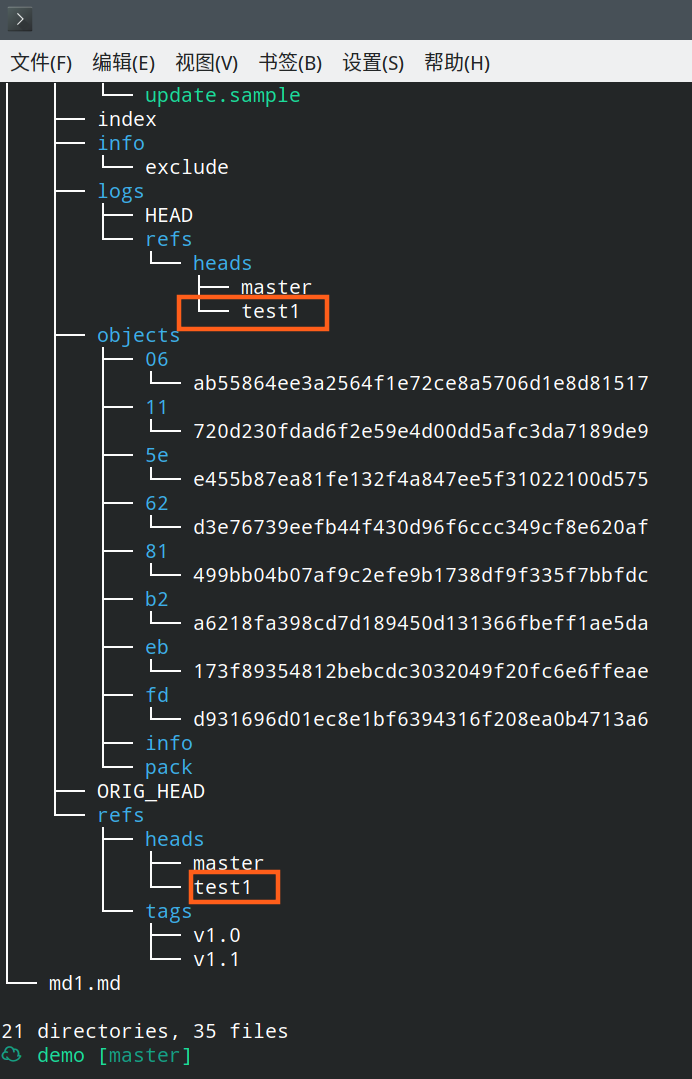 文件(F) 编辑(E) 视图(V) 书签(B) 设置(S) 帮助(H)
update.sample
index
info
exclude
logs
HEAD
refs
heads
master
test1
objects
06
ab55864ee3a2564f1e72ce8a5706d1e8d81517
11
720d230fdad6f2e59e4d00dd5afc3da7189de9
5e
e455b87ea81fe132f4a847ee5f31022100d575
62
d3e76739eefb44f430d96f6ccc349cf8e620af
81
499bb04b07af9c2efe9b1738df9f335f7bbfdc
b2
a6218fa398cd7d189450d131366fbeff1ae5da
eb
173f89354812bebcdc3032049f20fc6e6ffeae
fd
d931696d01ec8e1bf6394316f208ea0b4713a6
info
pack
ORIG_HEAD
refs
heads
master
test1
tags
v1.0
v1.1
md1.md
21 directories, 35 files
demo [master]